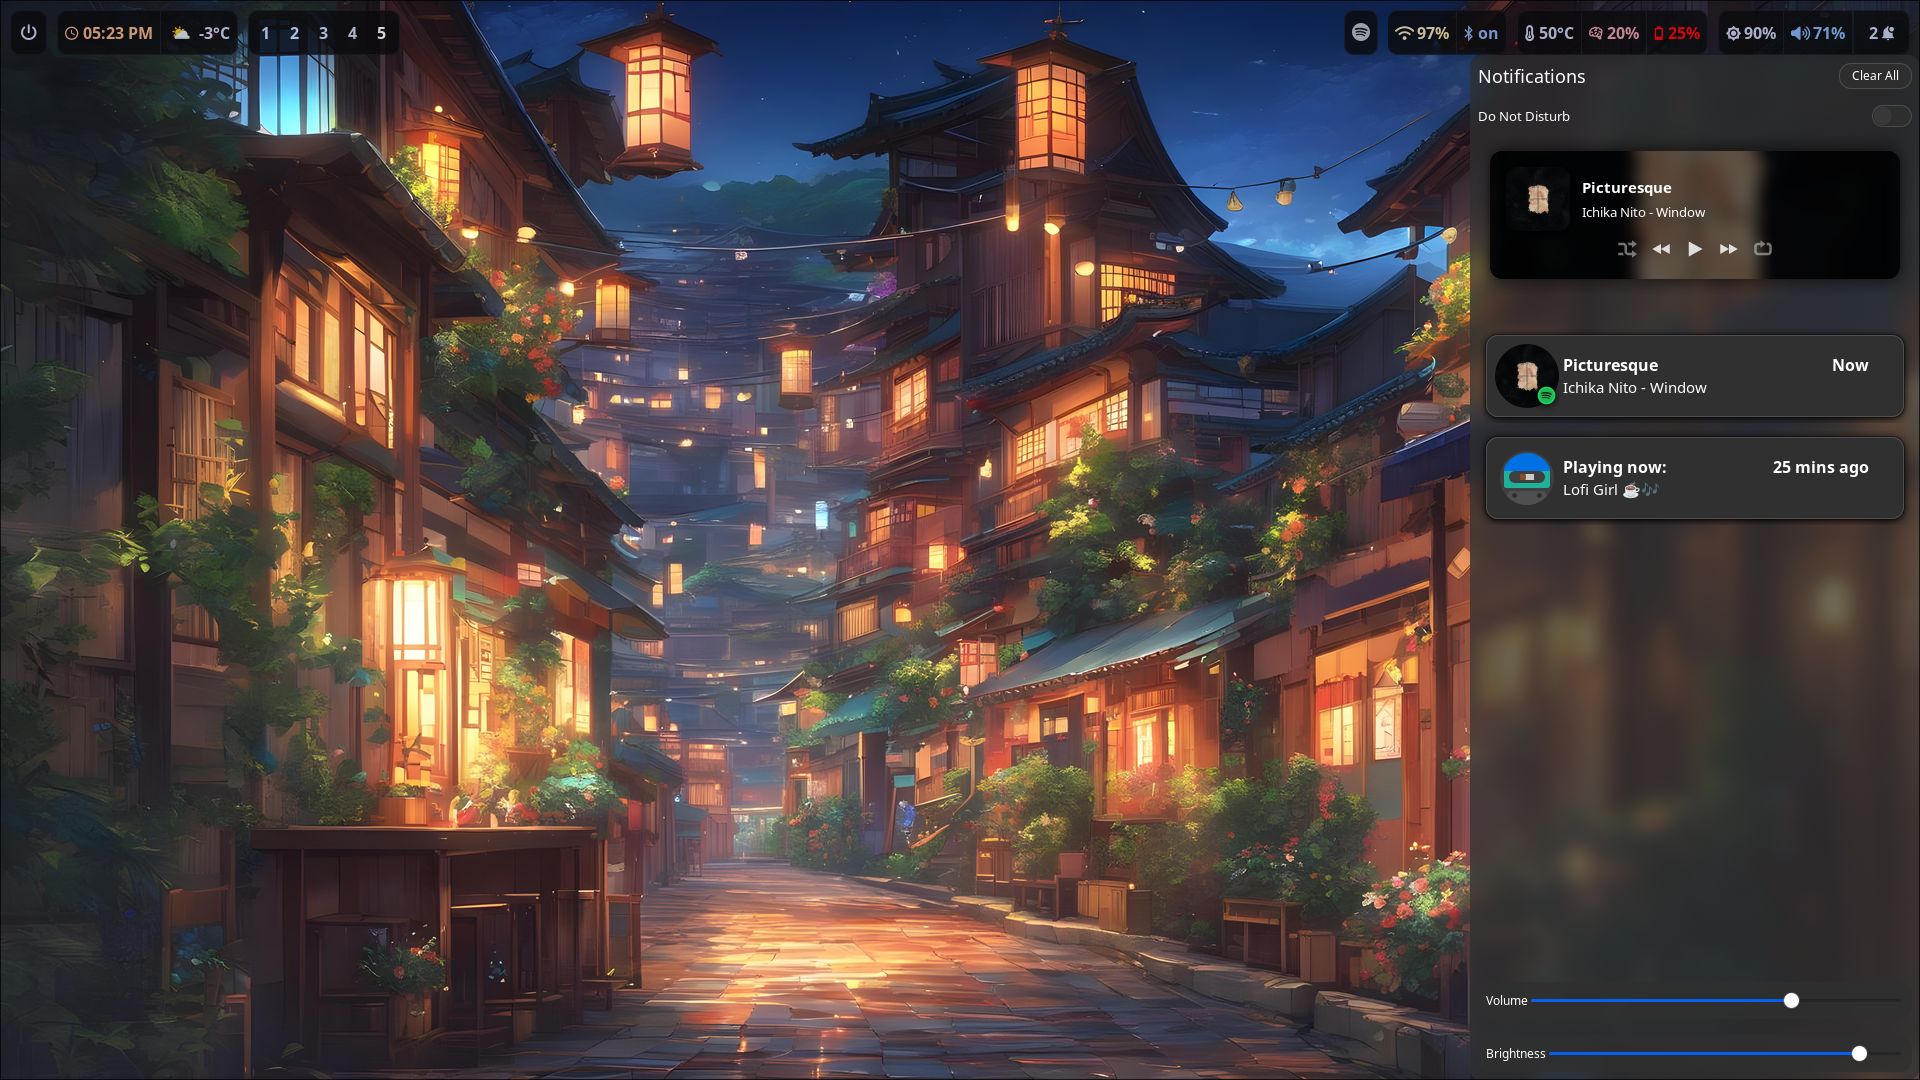 05:23 PM -3°C 1 2 3 4 5 97% on 50°C 20% 25% 90% 71% 2
Notifications Clear All
Do Not Disturb
Picturesque
Ichika Nito - Window
Picturesque Now
Ichika Nito - Window
Playing now: 25 mins ago
Lofi Girl ☕🎶
Volume
Brightness